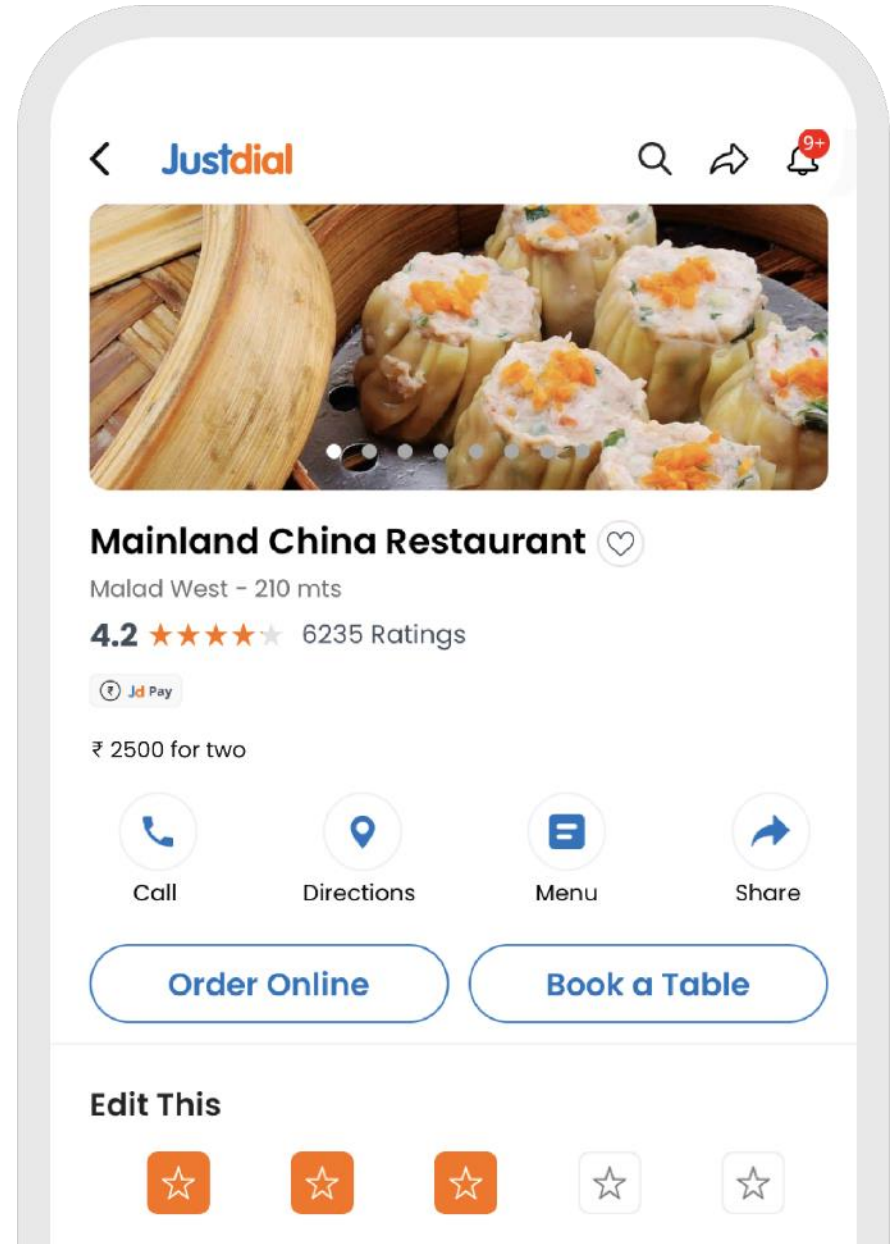 Justdial
9+
Mainland China Restaurant
Malad West - 210 mts
4.2 6235 Ratings
₹ Jd Pay
₹ 2500 for two
Call Directions Menu Share
Order Online Book a Table
Edit This